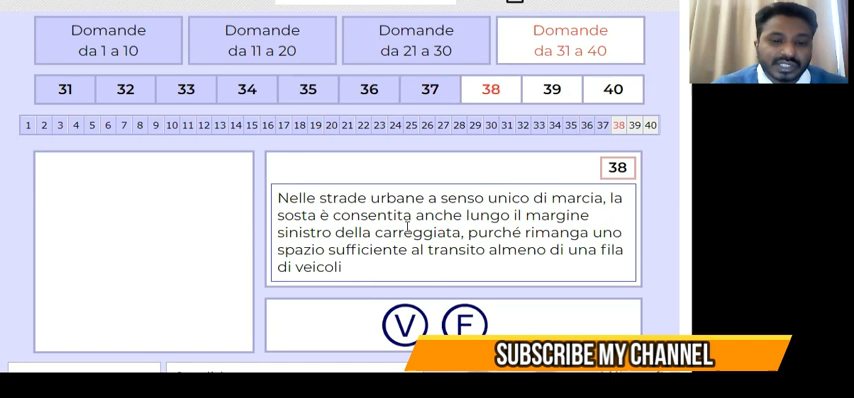 Domande
da 1 a 10
Domande
da 11 a 20
Domande
da 21 a 30
Domande
da 31 a 40
31 32 33 34 35 36 37 38 39 40
1 2 3 4 5 6 7 8 9 10 11 12 13 14 15 16 17 18 19 20 21 22 23 24 25 26 27 28 29 30 31 32 33 34 35 36 37 38 39 40
38
Nelle strade urbane a senso unico di marcia, la
sosta è consentita anche lungo il margine
sinistro della carreggiata, purché rimanga uno
spazio sufficiente al transito almeno di una fila
di veicoli
V F
SUBSCRIBE MY CHANNEL